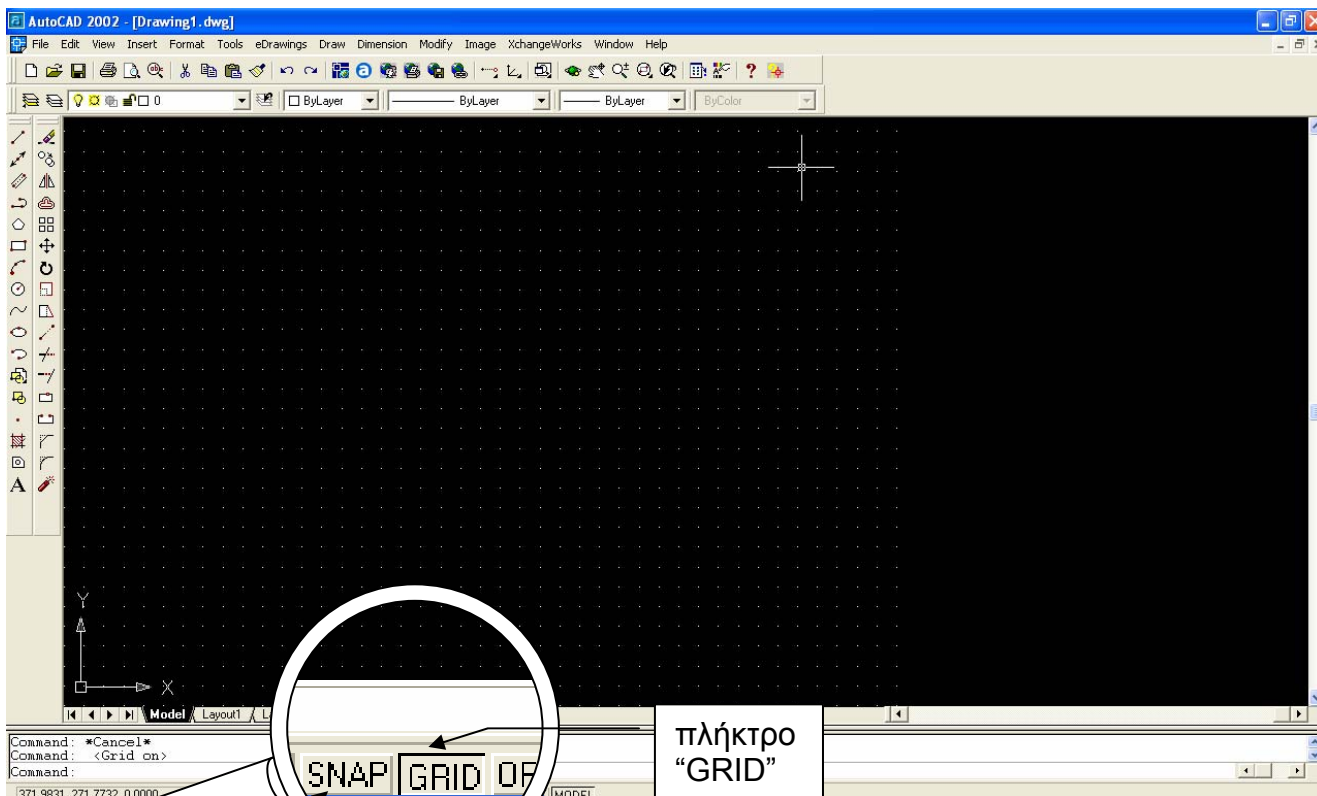 AutoCAD 2002 - [Drawing1.dwg]
File Edit View Insert Format Tools eDrawings Draw Dimension Modify Image XchangeWorks Window Help
0 ByLayer ByLayer ByLayer ByColor
A
Y
X
Model Layout1
Command: *Cancel*
Command: <Grid on>
Command:
SNAP GRID
πλήκτρο
“GRID”
371.9831, 271.7732, 0.0000
MODEL